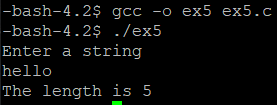 -bash-4.2$ gcc -o ex5 ex5.c
-bash-4.2$ ./ex5
Enter a string
hello
The length is 5